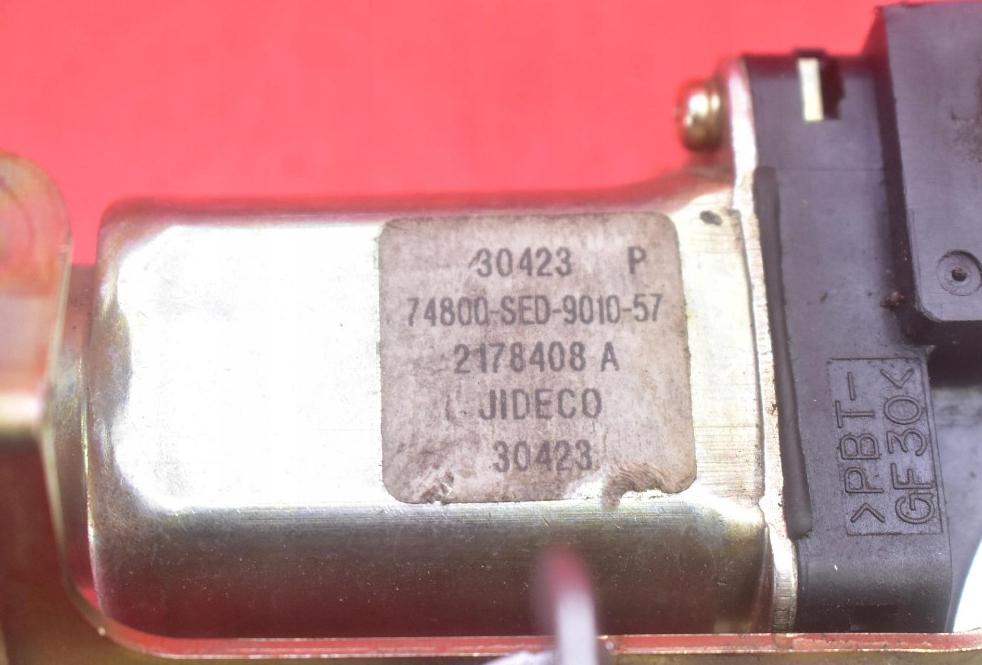 30423 P
74800-SED-9010-57
2178408 A
JIDECO
30423
>PBT-
GF30<